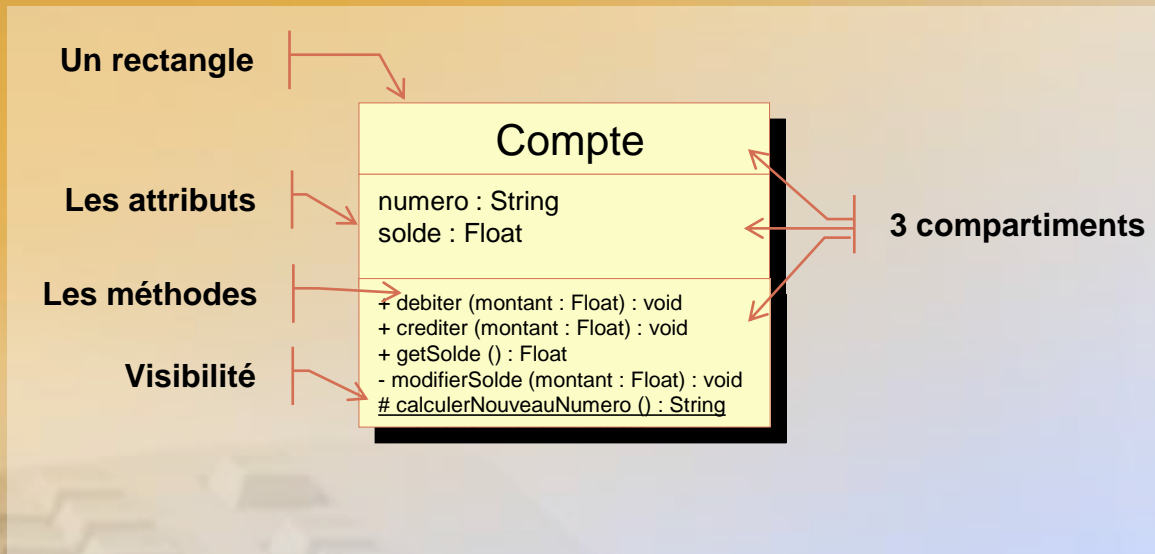 Un rectangle
Compte
Les attributs
numero : String
solde : Float
3 compartiments
Les méthodes
+ debiter (montant : Float) : void
+ crediter (montant : Float) : void
+ getSolde () : Float
Visibilité
- modifierSolde (montant : Float) : void
# calculerNouveauNumero () : String